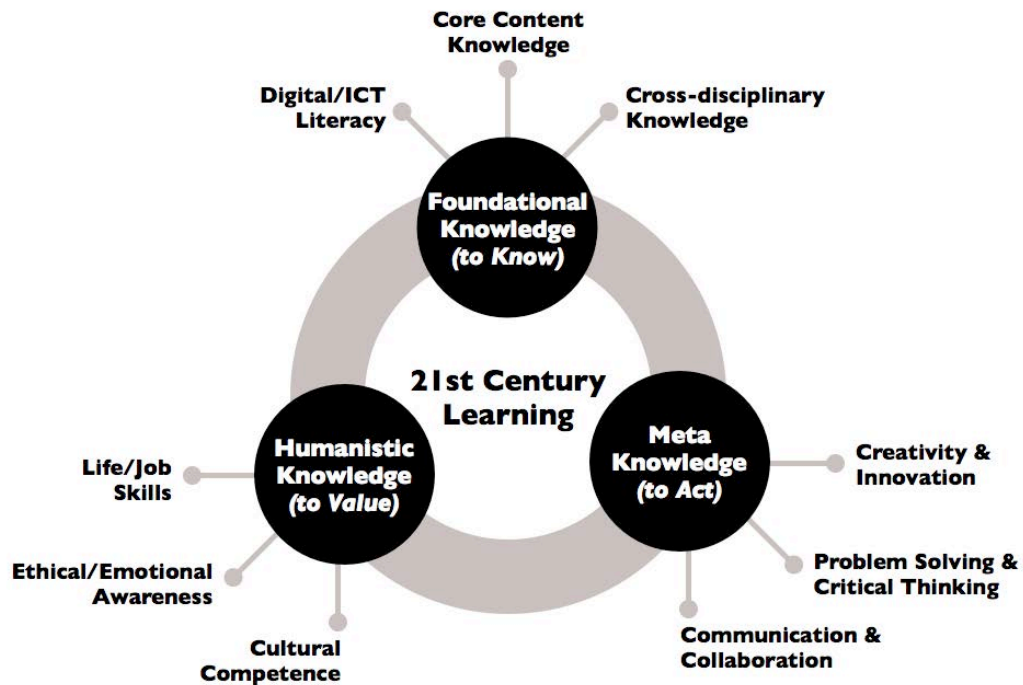 Core Content
Knowledge
Digital/ICT
Literacy
Cross-disciplinary
Knowledge
Foundational
Knowledge
(to Know)
21st Century
Learning
Humanistic
Knowledge
(to Value)
Meta
Knowledge
(to Act)
Life/Job
Skills
Ethical/Emotional
Awareness
Cultural
Competence
Creativity &
Innovation
Problem Solving &
Critical Thinking
Communication &
Collaboration